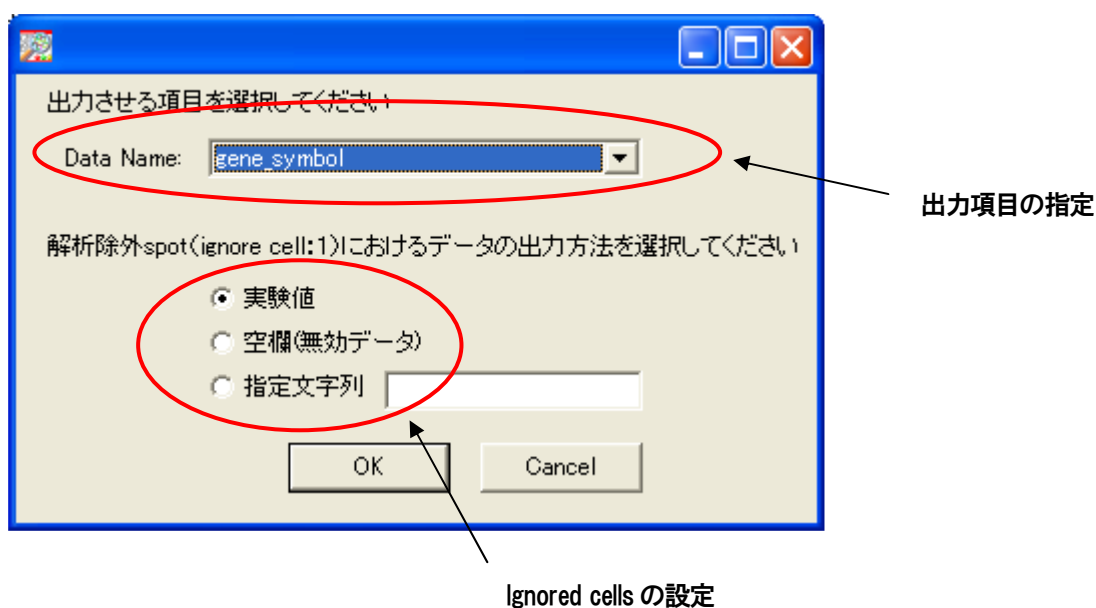 出力させる項目を選択してください
Data Name: gene_symbol
出力項目の指定
解析除外spot(ignore cell:1)におけるデータの出力方法を選択してください
実験値
空欄(無効データ)
指定文字列
OK Cancel
Ignored cells の設定